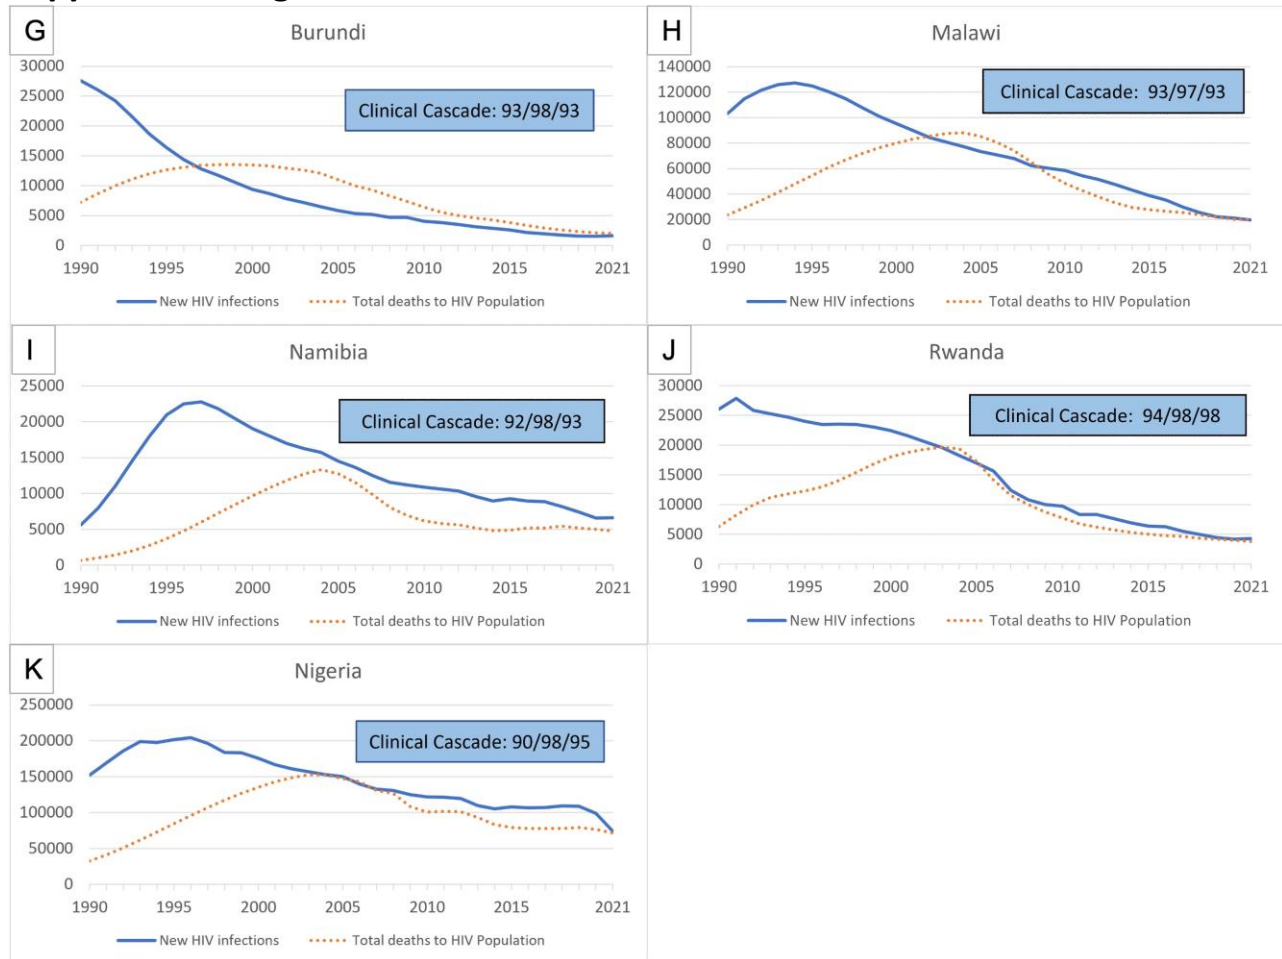 G
Burundi
30000
25000
20000
15000
10000
5000
0
Clinical Cascade: 93/98/93
1990 1995 2000 2005 2010 2015 2021
New HIV infections Total deaths to HIV Population
H
Malawi
140000
120000
100000
80000
60000
40000
20000
0
Clinical Cascade: 93/97/93
1990 1995 2000 2005 2010 2015 2021
New HIV infections Total deaths to HIV Population
I
Namibia
25000
20000
15000
10000
5000
0
Clinical Cascade: 92/98/93
1990 1995 2000 2005 2010 2015 2021
New HIV infections Total deaths to HIV Population
J
Rwanda
30000
25000
20000
15000
10000
5000
0
Clinical Cascade: 94/98/98
1990 1995 2000 2005 2010 2015 2021
New HIV infections Total deaths to HIV Population
K
Nigeria
250000
200000
150000
100000
50000
0
Clinical Cascade: 90/98/95
1990 1995 2000 2005 2010 2015 2021
New HIV infections Total deaths to HIV Population